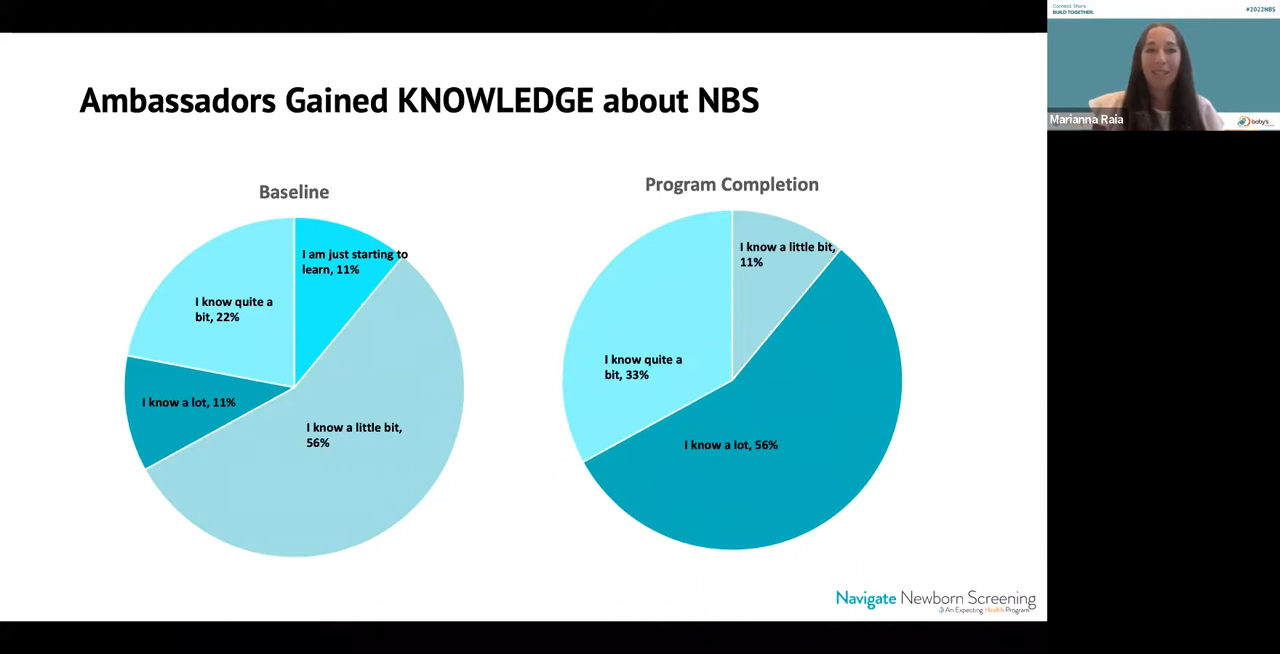 Connect. Share.
BUILD TOGETHER.
#2022NBS
Marianna Raia
baby's
Ambassadors Gained KNOWLEDGE about NBS
Baseline
I am just starting to
learn, 11%
I know quite a
bit, 22%
I know a lot, 11%
I know a little bit,
56%
Program Completion
I know a little bit,
11%
I know quite a
bit, 33%
I know a lot, 56%
Navigate Newborn Screening
An Expecting Health Program